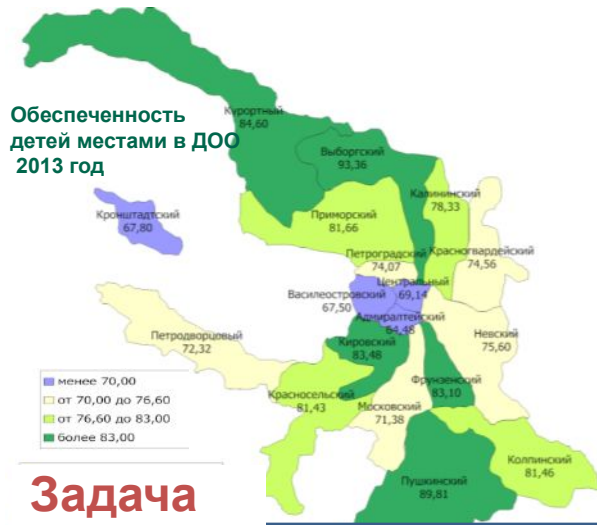 Обеспеченность
детей местами в ДОО
2013 год
Курортный
84,60
Выборгский
93,36
Калининский
78,33
Кронштадтский
67,80
Приморский
81,66
Петроградский
74,07
Красногвардейский
74,56
Центральный
69,14
Василеостровский
67,50
Адмиралтейский
64,48
Петродворцовый
72,32
Кировский
83,48
Невский
75,60
Фрунзенский
83,10
Красносельский
81,43
Московский
71,38
Колпинский
81,46
Пушкинский
89,81
менее 70,00
от 70,00 до 76,60
от 76,60 до 83,00
более 83,00
Задача